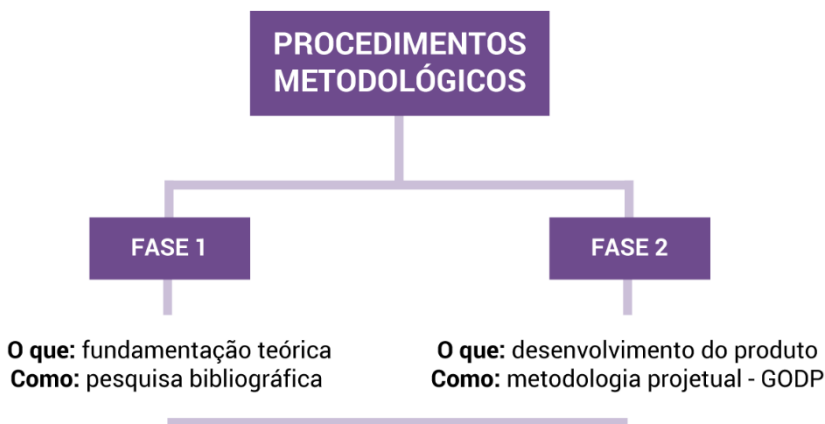 PROCEDIMENTOS
METODOLÓGICOS
FASE 1
FASE 2
O que: fundamentação teórica
Como: pesquisa bibliográfica
O que: desenvolvimento do produto
Como: metodologia projetual - GODP